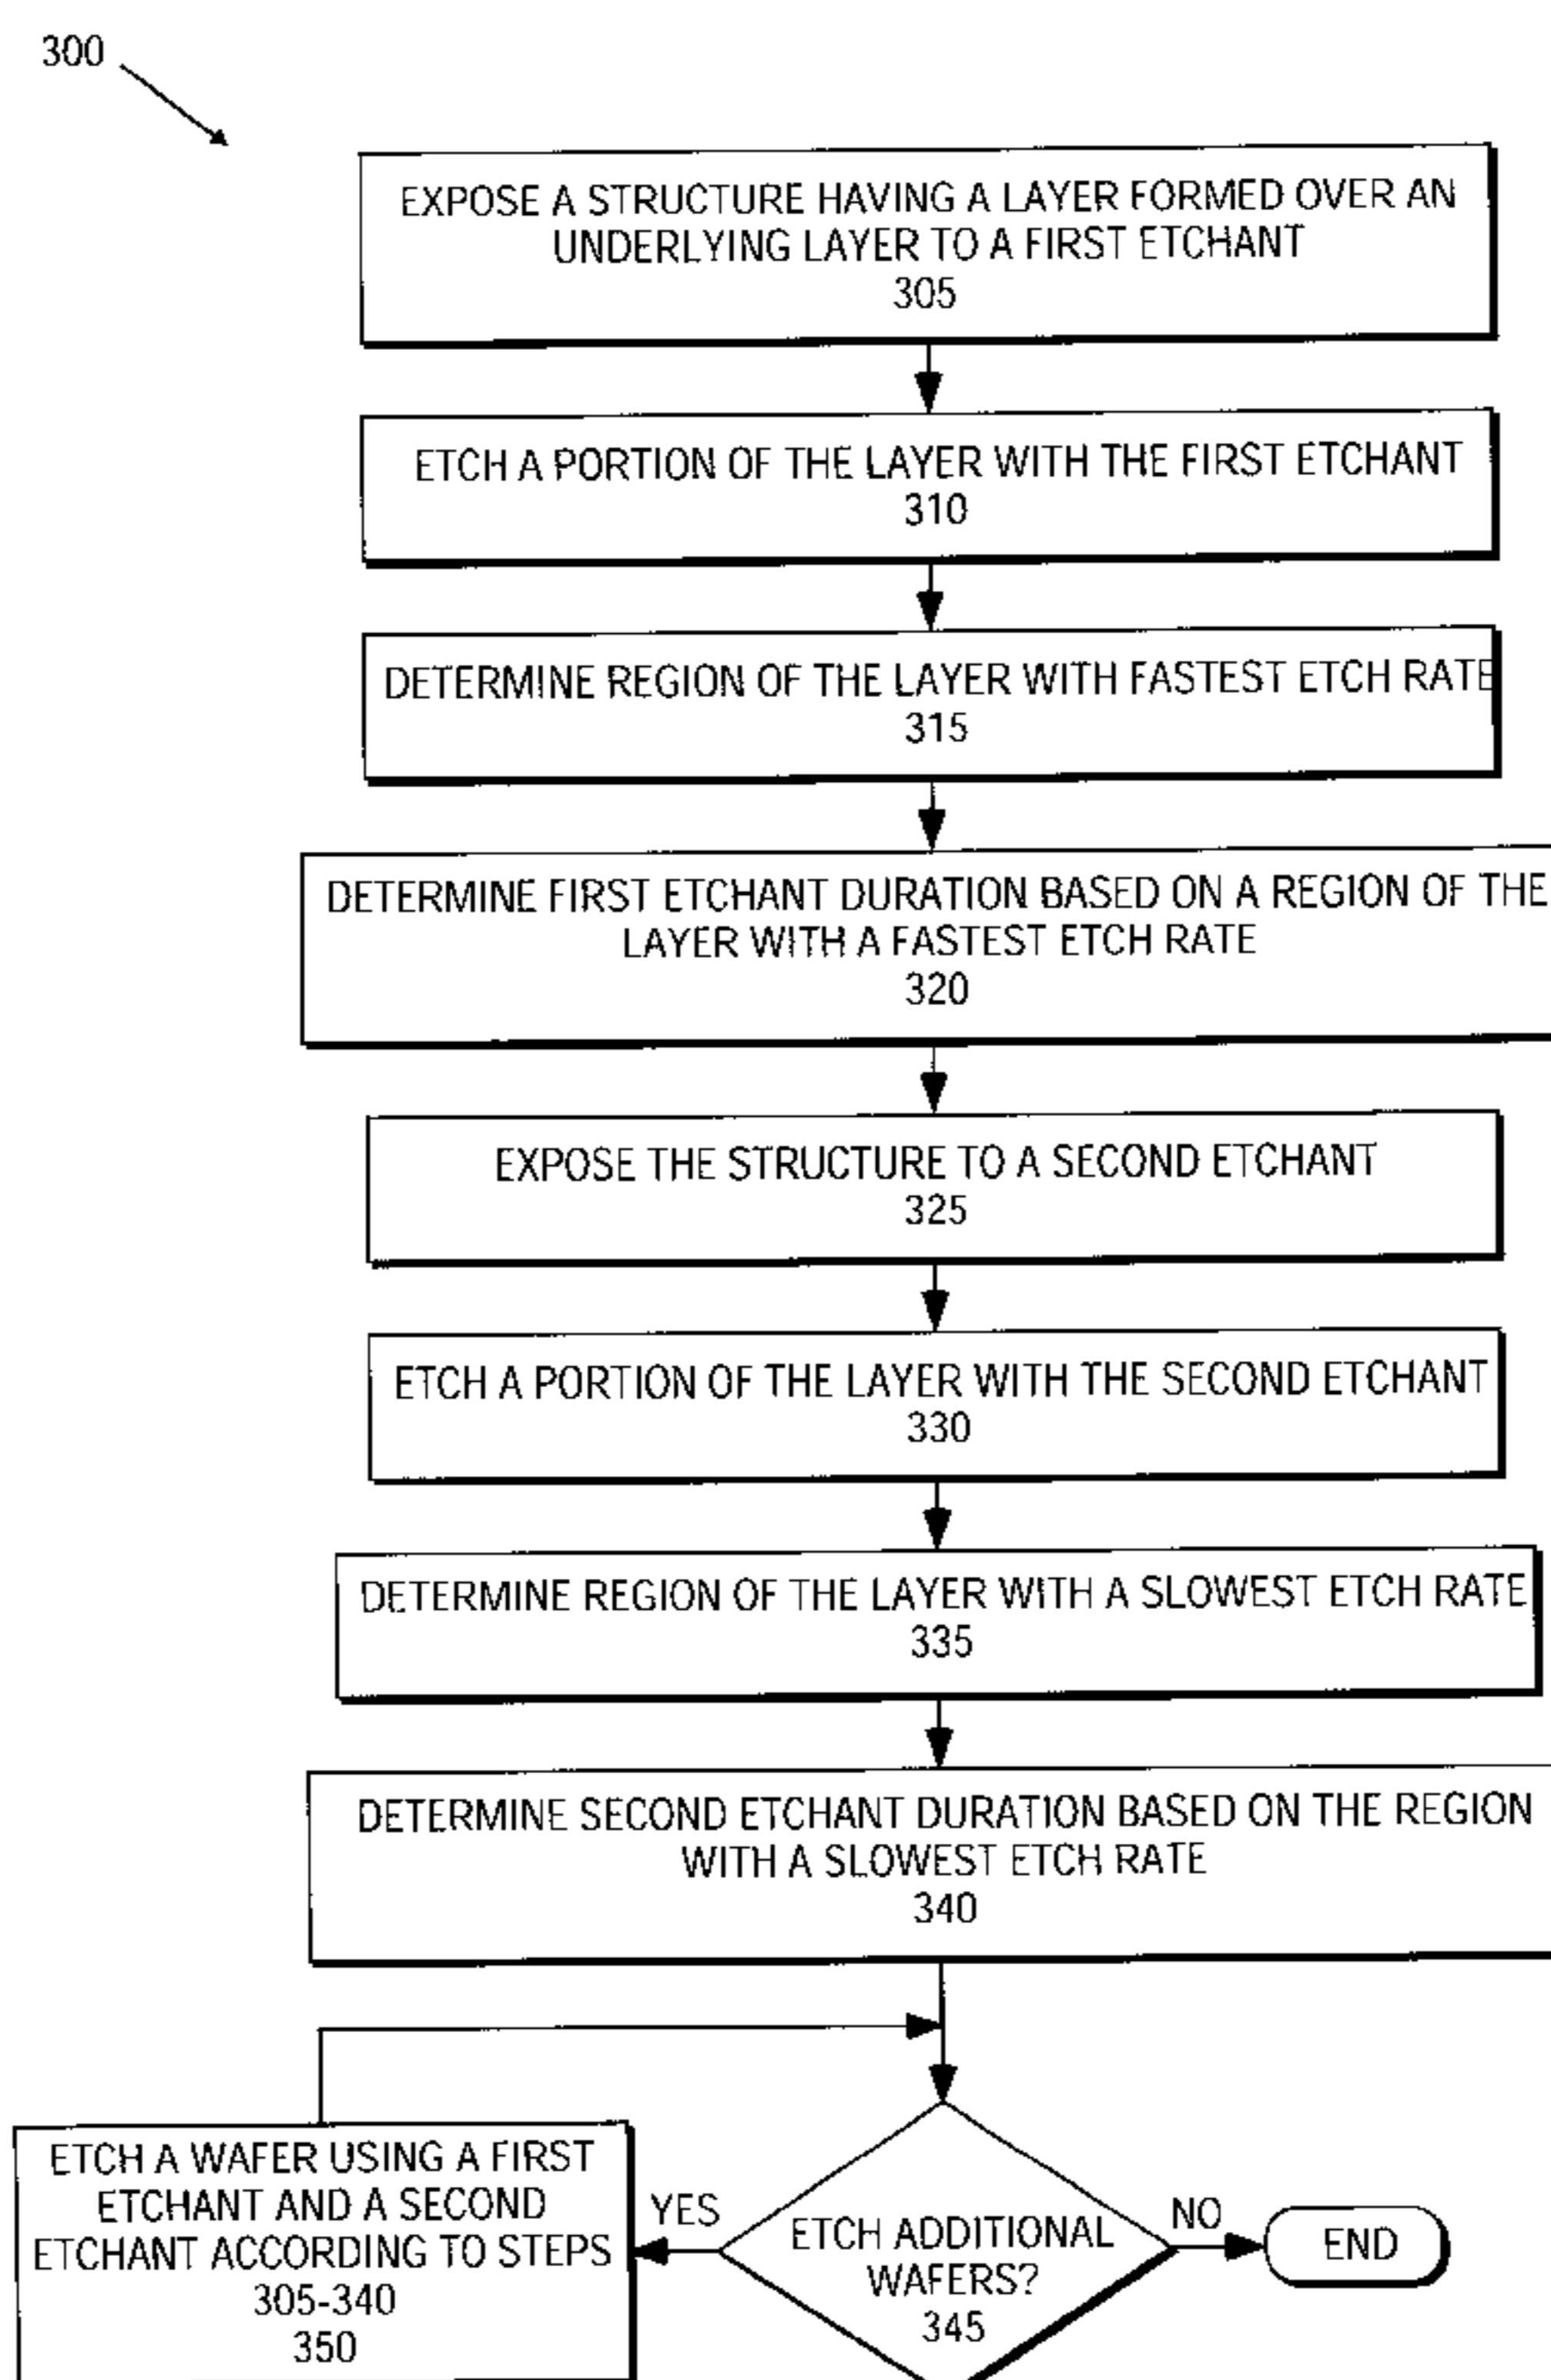 300
EXPOSE A STRUCTURE HAVING A LAYER FORMED OVER AN
UNDERLYING LAYER TO A FIRST ETCHANT
305
ETCH A PORTION OF THE LAYER WITH THE FIRST ETCHANT
310
DETERMINE REGION OF THE LAYER WITH FASTEST ETCH RATE
315
DETERMINE FIRST ETCHANT DURATION BASED ON A REGION OF THE
LAYER WITH A FASTEST ETCH RATE
320
EXPOSE THE STRUCTURE TO A SECOND ETCHANT
325
ETCH A PORTION OF THE LAYER WITH THE SECOND ETCHANT
330
DETERMINE REGION OF THE LAYER WITH A SLOWEST ETCH RATE
335
DETERMINE SECOND ETCHANT DURATION BASED ON THE REGION
WITH A SLOWEST ETCH RATE
340
ETCH A WAFER USING A FIRST
ETCHANT AND A SECOND
ETCHANT ACCORDING TO STEPS
305-340
350
YES
ETCH ADDITIONAL
WAFERS?
345
NO
END